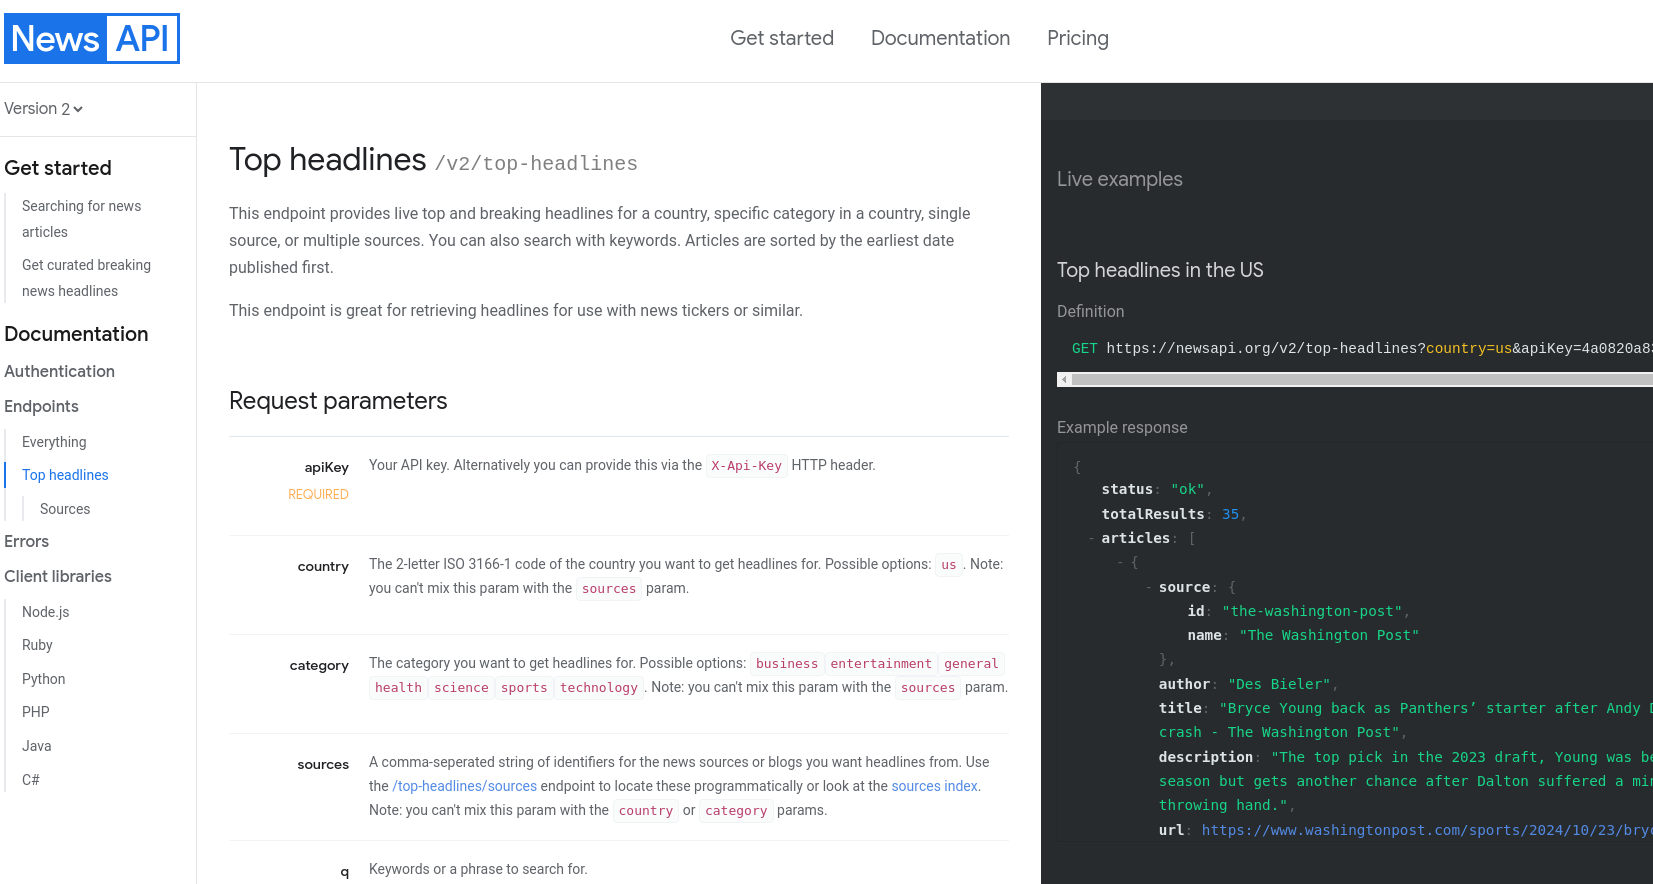 News API
Get started Documentation Pricing
Version 2
Get started
Searching for news
articles
Get curated breaking
news headlines
Documentation
Authentication
Endpoints
Everything
Top headlines
Sources
Errors
Client libraries
Node.js
Ruby
Python
PHP
Java
C#
Top headlines /v2/top-headlines
This endpoint provides live top and breaking headlines for a country, specific category in a country, single
source, or multiple sources. You can also search with keywords. Articles are sorted by the earliest date
published first.
This endpoint is great for retrieving headlines for use with news tickers or similar.
Request parameters
apiKey Your API key. Alternatively you can provide this via the X-Api-Key HTTP header.
REQUIRED
country The 2-letter ISO 3166-1 code of the country you want to get headlines for. Possible options: us . Note:
you can't mix this param with the sources param.
category The category you want to get headlines for. Possible options: business entertainment general
health science sports technology . Note: you can't mix this param with the sources param.
sources A comma-seperated string of identifiers for the news sources or blogs you want headlines from. Use
the /top-headlines/sources endpoint to locate these programmatically or look at the sources index.
Note: you can't mix this param with the country or category params.
q Keywords or a phrase to search for.
Live examples
Top headlines in the US
Definition
GET https://newsapi.org/v2/top-headlines?country=us&apiKey=4a0820a8
Example response
{
status: "ok",
totalResults: 35,
- articles: [
- {
- source: {
id: "the-washington-post",
name: "The Washington Post"
},
author: "Des Bieler",
title: "Bryce Young back as Panthers’ starter after Andy
crash - The Washington Post",
description: "The top pick in the 2023 draft, Young was
season but gets another chance after Dalton suffered a
throwing hand.",
url: https://www.washingtonpost.com/sports/2024/10/23/bry